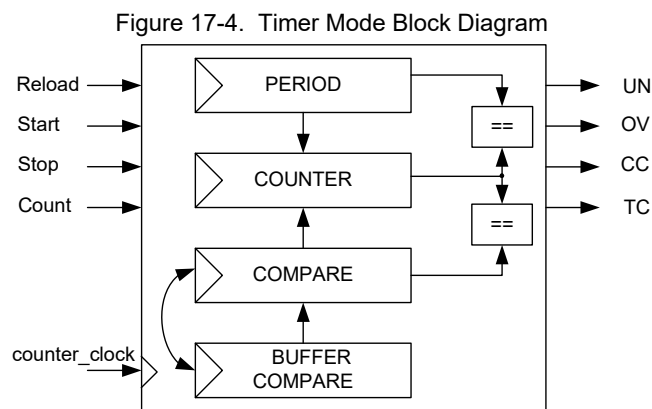 Figure 17-4. Timer Mode Block Diagram
Reload
Start
Stop
Count
counter_clock
PERIOD
COUNTER
COMPARE
BUFFER
COMPARE
==
==
UN
OV
CC
TC